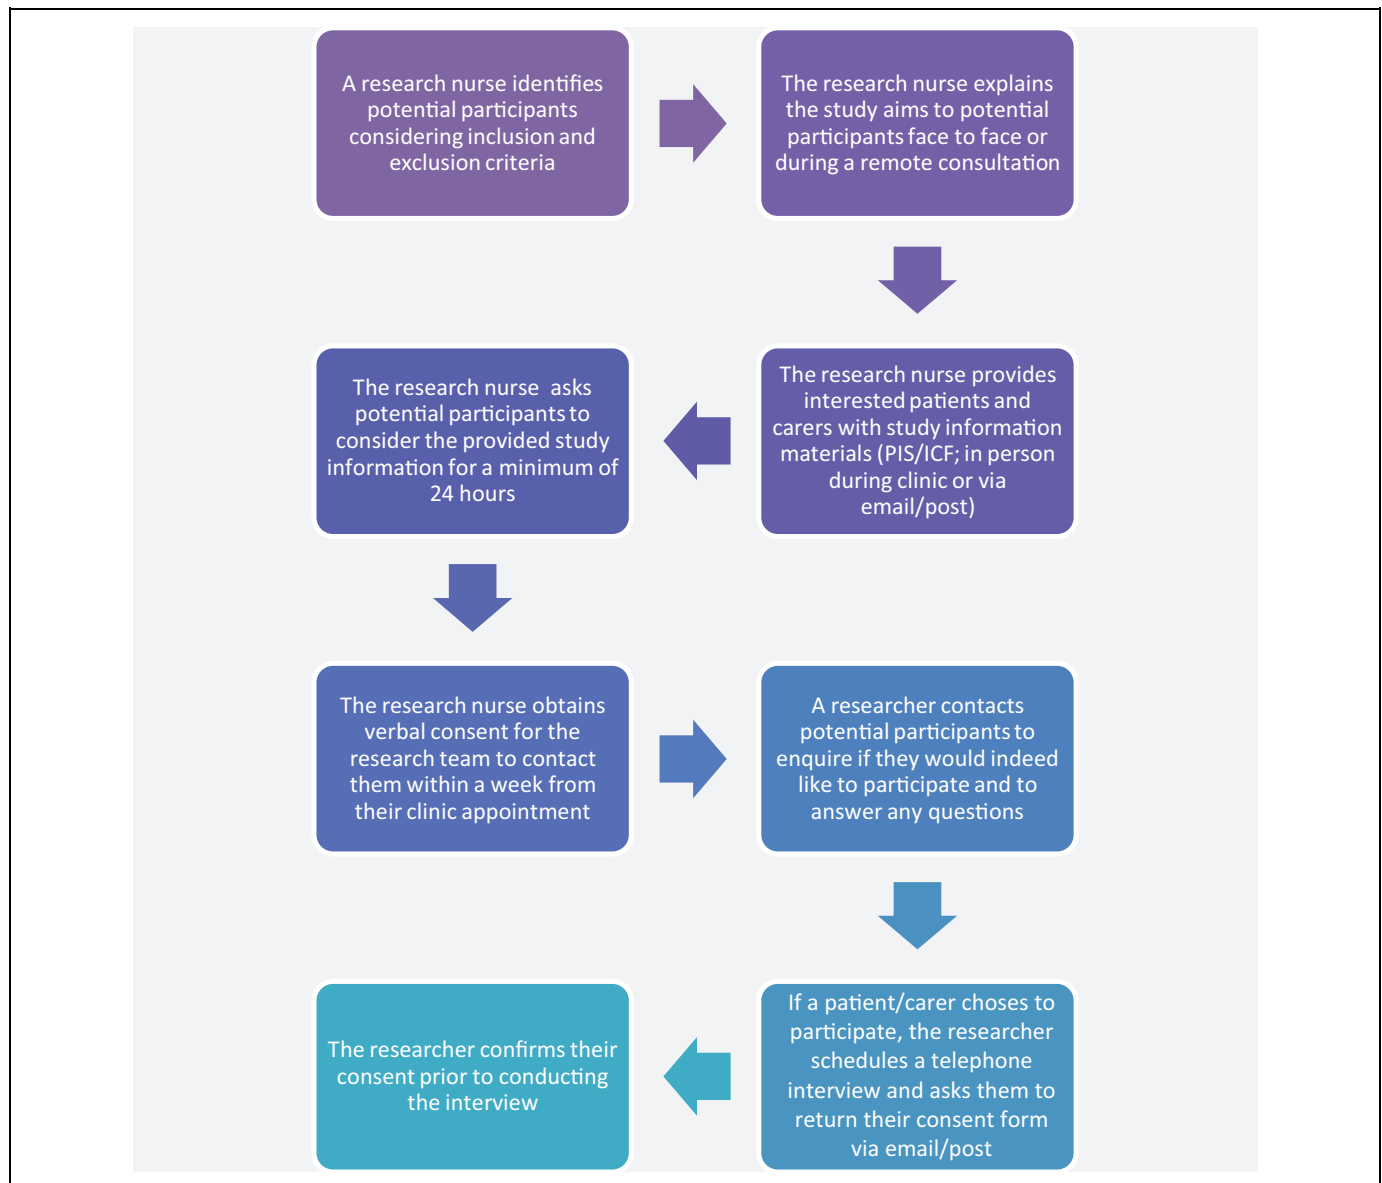 A research nurse identifies
potential participants
considering inclusion and
exclusion criteria
The research nurse explains
the study aims to potential
participants face to face or
during a remote consultation
The research nurse provides
interested patients and
carers with study information
materials (PIS/ICF; in person
during clinic or via
email/post)
The research nurse asks
potential participants to
consider the provided study
information for a minimum of
24 hours
The research nurse obtains
verbal consent for the
research team to contact
them within a week from
their clinic appointment
A researcher contacts
potential participants to
enquire if they would indeed
like to participate and to
answer any questions
If a patient/carer choses to
participate, the researcher
schedules a telephone
interview and asks them to
return their consent form
via email/post
The researcher confirms their
consent prior to conducting
the interview